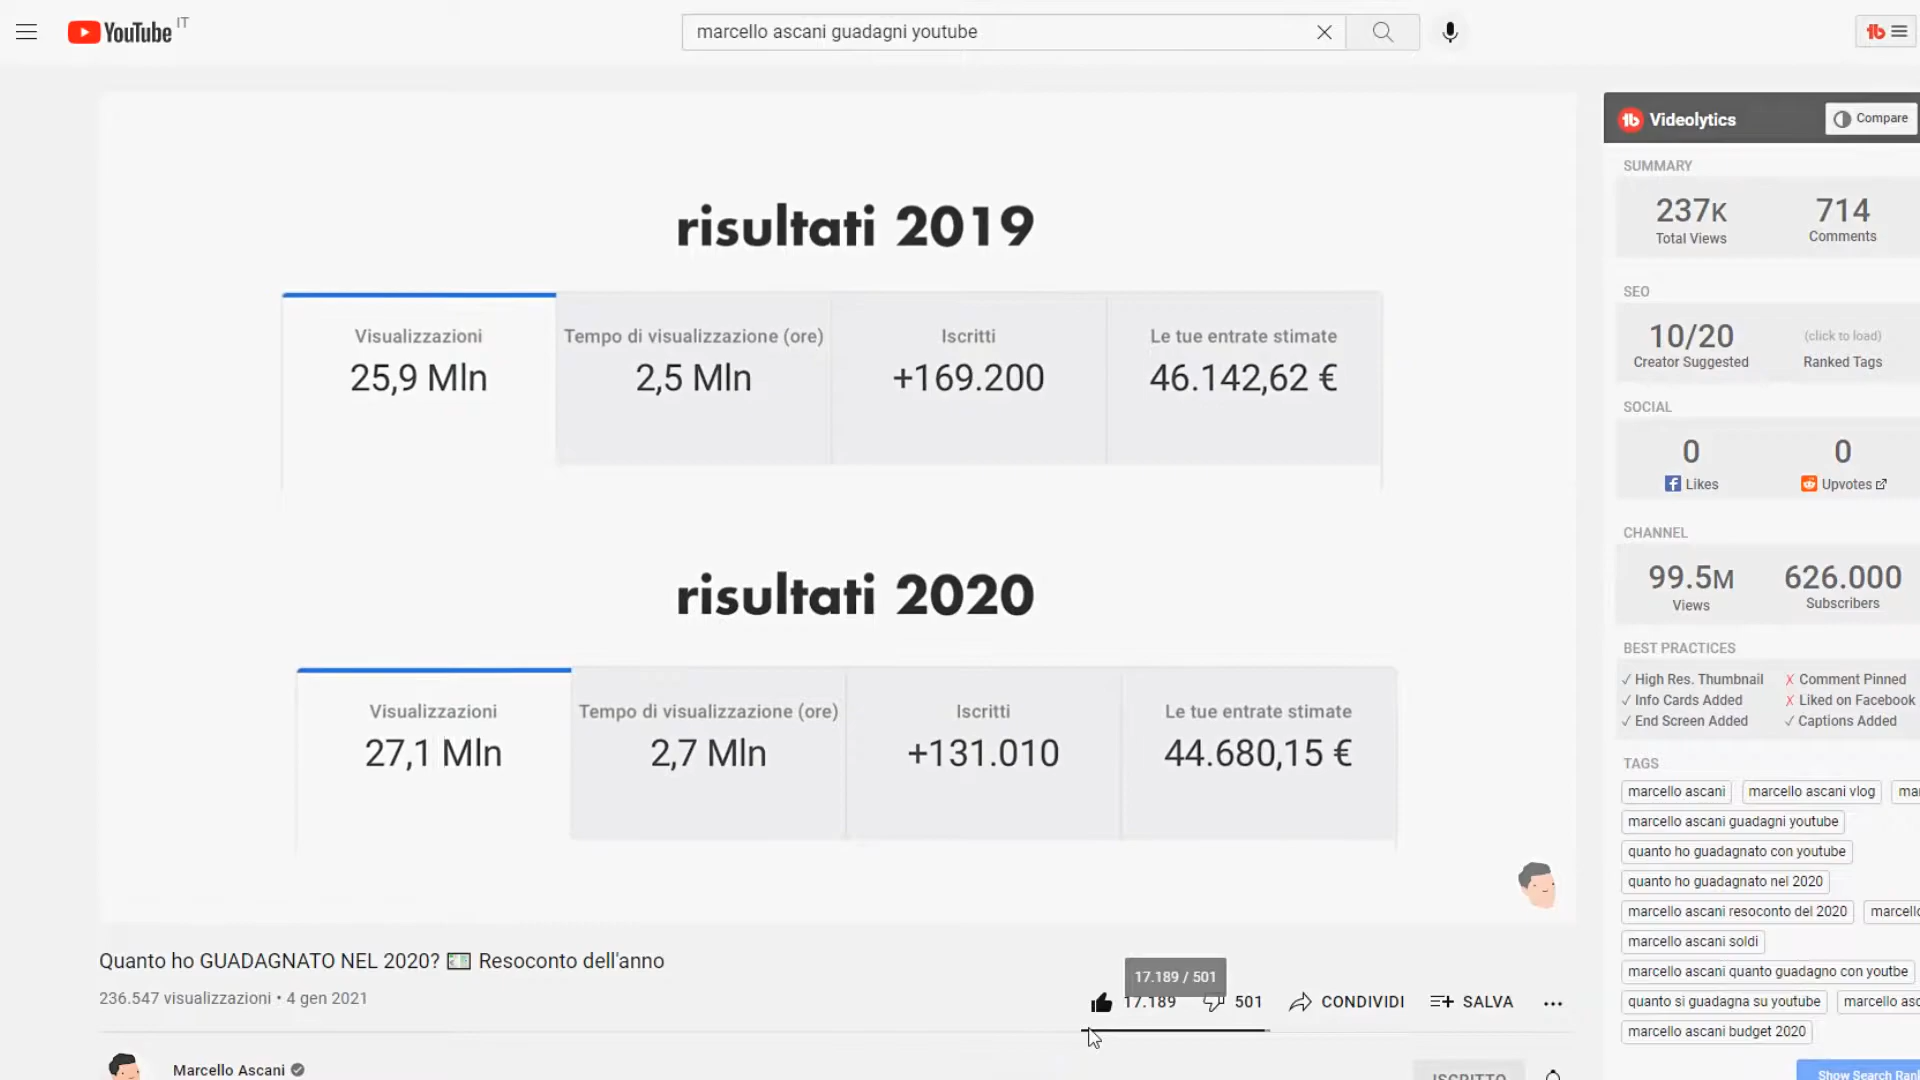 YouTube IT
marcello ascani guadagni youtube
risultati 2019
Visualizzazioni
25,9 Mln
Tempo di visualizzazione (ore)
2,5 Mln
Iscritti
+169.200
Le tue entrate stimate
46.142,62 €
risultati 2020
Visualizzazioni
27,1 Mln
Tempo di visualizzazione (ore)
2,7 Mln
Iscritti
+131.010
Le tue entrate stimate
44.680,15 €
Quanto ho GUADAGNATO NEL 2020? 💵 Resoconto dell'anno
236.547 visualizzazioni • 4 gen 2021
17.189 / 501
17.189 501 CONDIVIDI SALVA
Marcello Ascani
ISCRITTO
Videolytics Compare
SUMMARY
237K 714
Total Views Comments
SEO
10/20 (click to load)
Creator Suggested Ranked Tags
SOCIAL
0 0
Likes Upvotes
CHANNEL
99.5M 626.000
Views Subscribers
BEST PRACTICES
✓ High Res. Thumbnail X Comment Pinned
✓ Info Cards Added X Liked on Facebook
✓ End Screen Added ✓ Captions Added
TAGS
marcello ascani marcello ascani vlog
marcello ascani guadagni youtube
quanto ho guadagnato con youtube
quanto ho guadagnato nel 2020
marcello ascani resoconto del 2020 marcello
marcello ascani soldi
marcello ascani quanto guadagno con youtbe
quanto si guadagna su youtube marcello asc
marcello ascani budget 2020
Show Search Rank